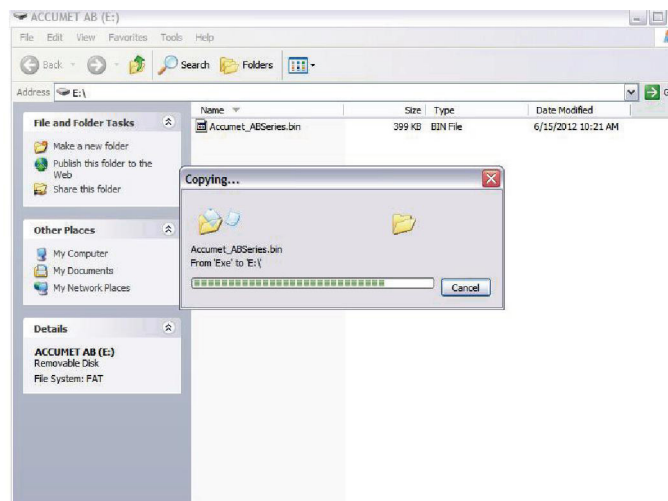 ACCUMET AB (E:)
File Edit View Favorites Tools Help
Back Search Folders
Address E:\
Name Size Type Date Modified
Accumet_ABSeries.bin 399 KB BIN File 6/15/2012 10:21 AM
File and Folder Tasks
Make a new folder
Publish this folder to the
Web
Share this folder
Other Places
My Computer
My Documents
My Network Places
Details
ACCUMET AB (E:)
Removable Disk
File System: FAT
Copying...
Accumet_ABSeries.bin
From 'Exe' to 'E:\'
Cancel